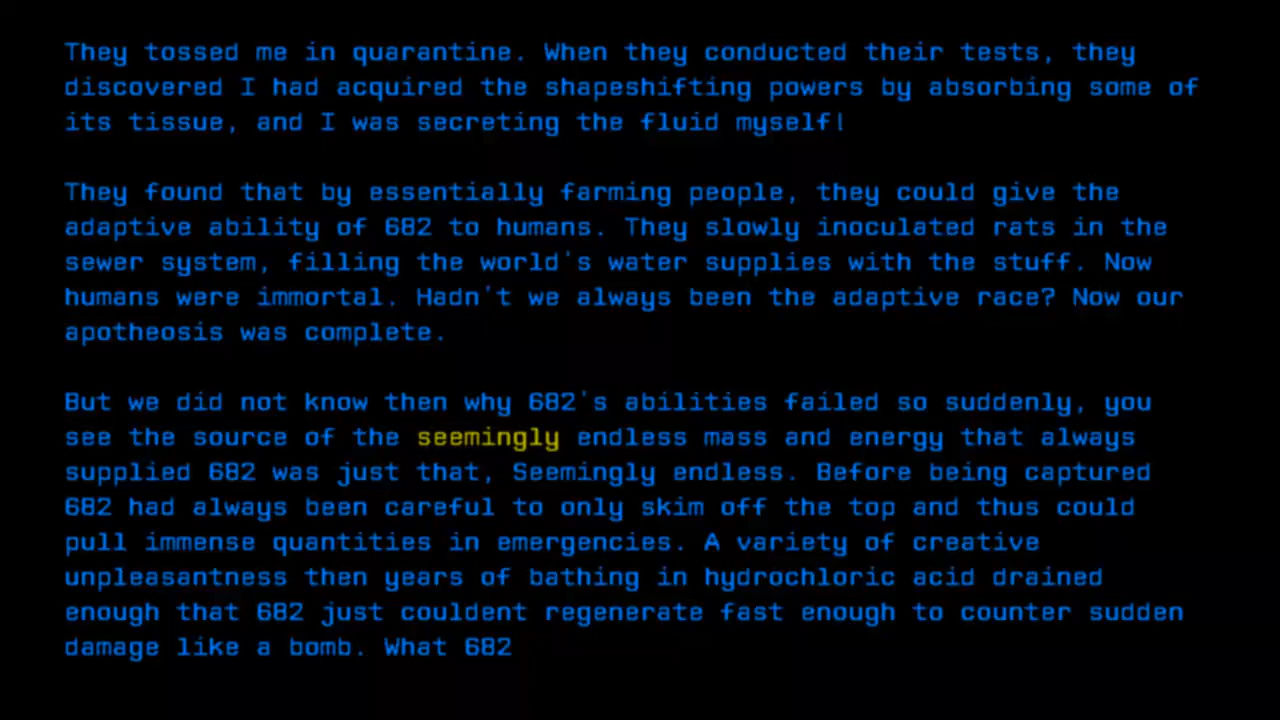 They tossed me in quarantine. When they conducted their tests, they
discovered I had acquired the shapeshifting powers by absorbing some of
its tissue, and I was secreting the fluid myself!
They found that by essentially farming people, they could give the
adaptive ability of 682 to humans. They slowly inoculated rats in the
sewer system, filling the world's water supplies with the stuff. Now
humans were immortal. Hadn't we always been the adaptive race? Now our
apotheosis was complete.
But we did not know then why 682's abilities failed so suddenly, you
see the source of the seemingly endless mass and energy that always
supplied 682 was just that, Seemingly endless. Before being captured
682 had always been careful to only skim off the top and thus could
pull immense quantities in emergencies. A variety of creative
unpleasantness then years of bathing in hydrochloric acid drained
enough that 682 just couldent regenerate fast enough to counter sudden
damage like a bomb. What 682